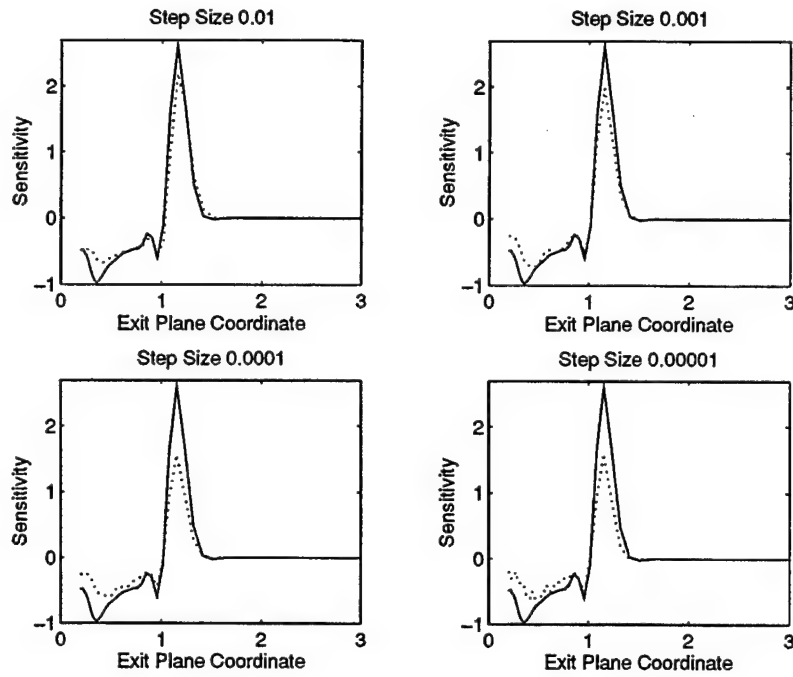 Step Size 0.01
2
1
0
−1
Sensitivity
0
1
2
3
Exit Plane Coordinate
Step Size 0.001
2
1
0
−1
Sensitivity
0
1
2
3
Exit Plane Coordinate
Step Size 0.0001
2
1
0
−1
Sensitivity
0
1
2
3
Exit Plane Coordinate
Step Size 0.00001
2
1
0
−1
Sensitivity
0
1
2
3
Exit Plane Coordinate